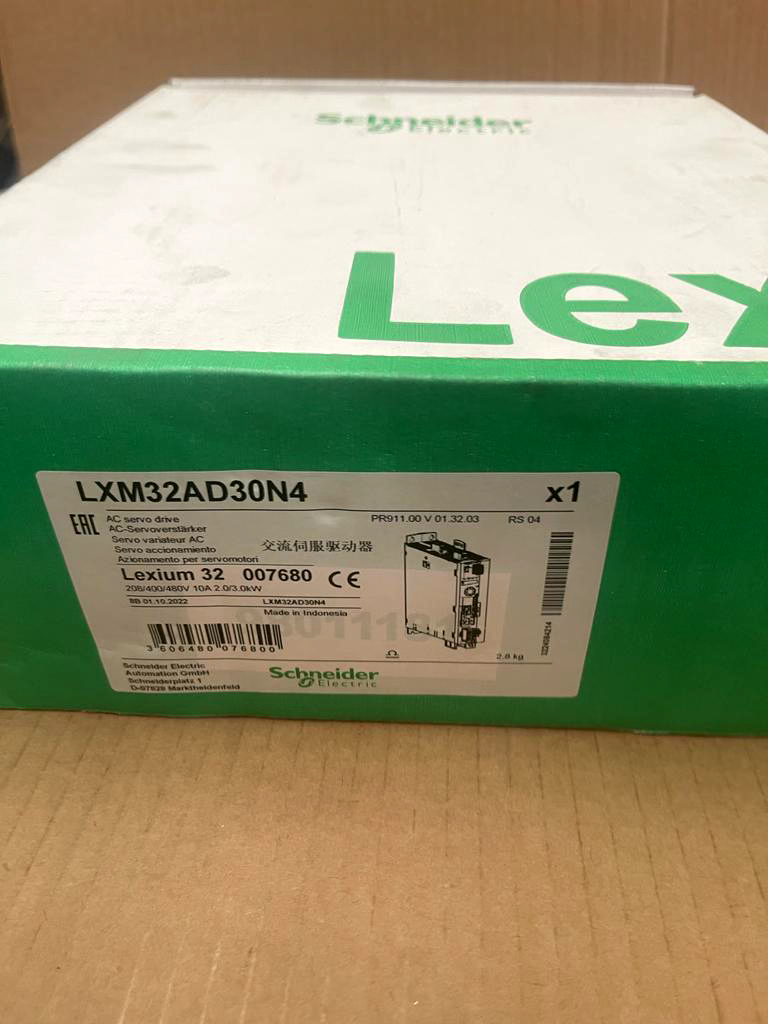 Schneider
Electric
Lex
LXM32AD30N4 x1
EAC
AC servo drive PR911.00 V 01.32.03 RS 04
AC-Servoverstärker
Servo variateur AC
Servo accionamiento 交流伺服驱动器
Azionamento per servomotori
Lexium 32 007680 CE
208/400/480V 10A 2.0/3.0kW
8B 01.10.2022 LXM32AD30N4
Made in Indonesia
3 606480 076800
2.8 kg
Schneider Electric
Automation GmbH
Schneiderplatz 1
D-97828 Marktheidenfeld
Schneider
Electric